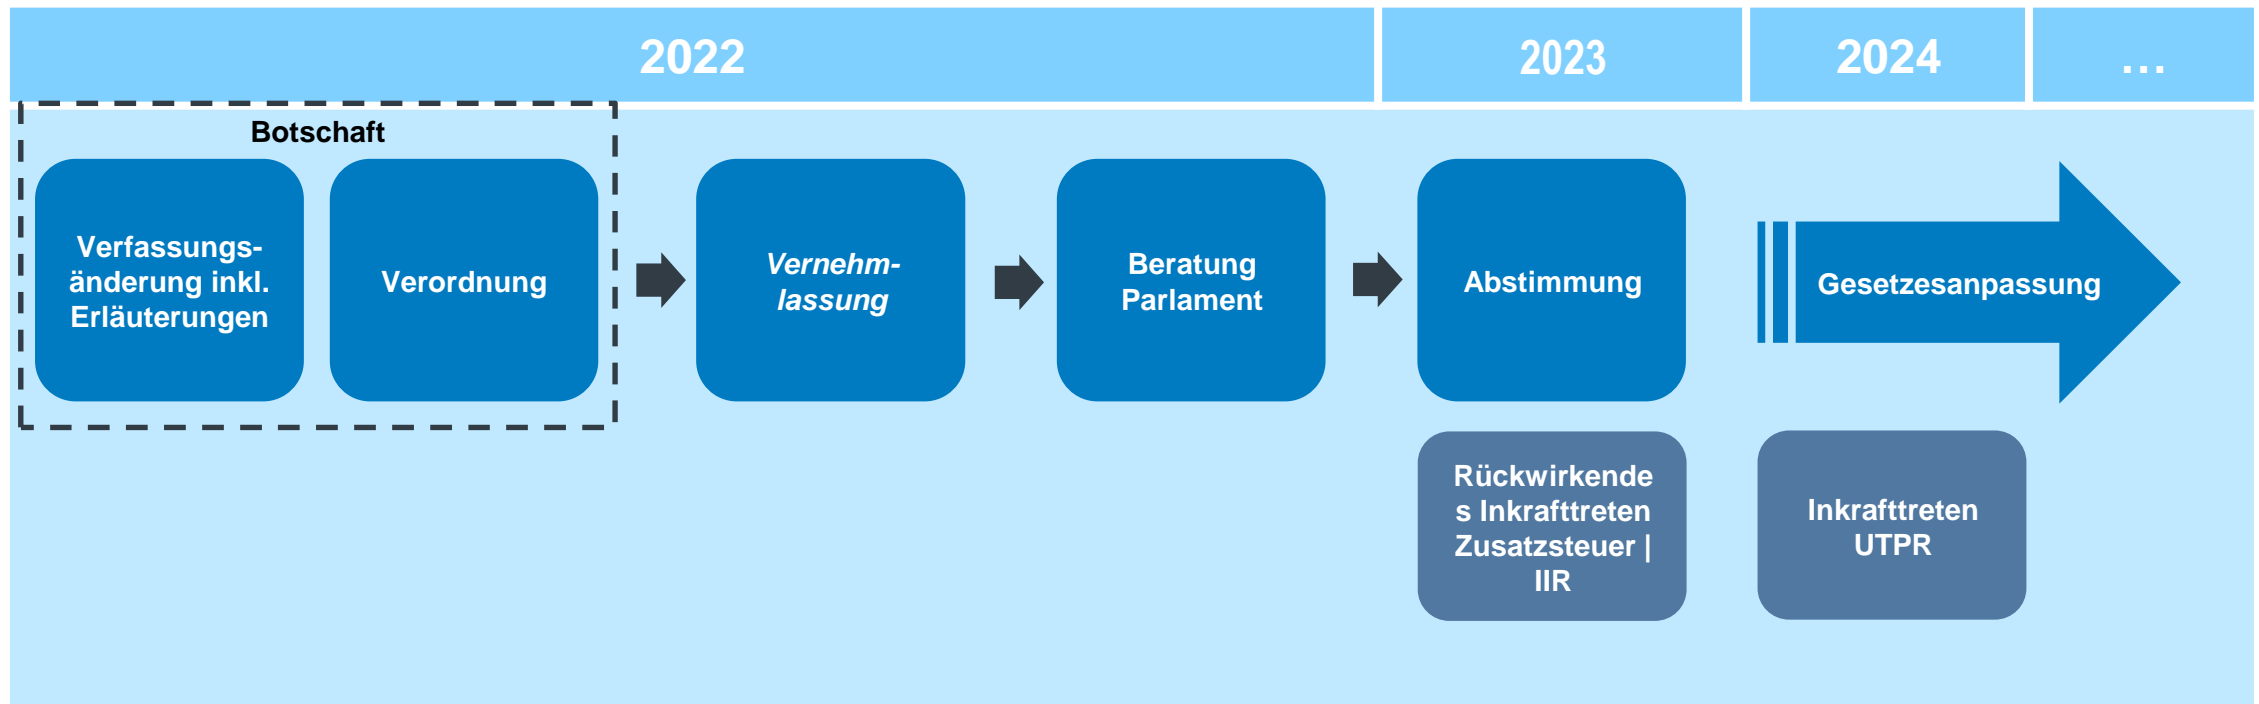 2022
2023
2024
...
Botschaft
Verfassungs-
änderung inkl.
Erläuterungen
Verordnung
Vernehm-
lassung
Beratung
Parlament
Abstimmung
Gesetzesanpassung
Rückwirkende
s Inkrafttreten
Zusatzsteuer |
IIR
Inkrafttreten
UTPR